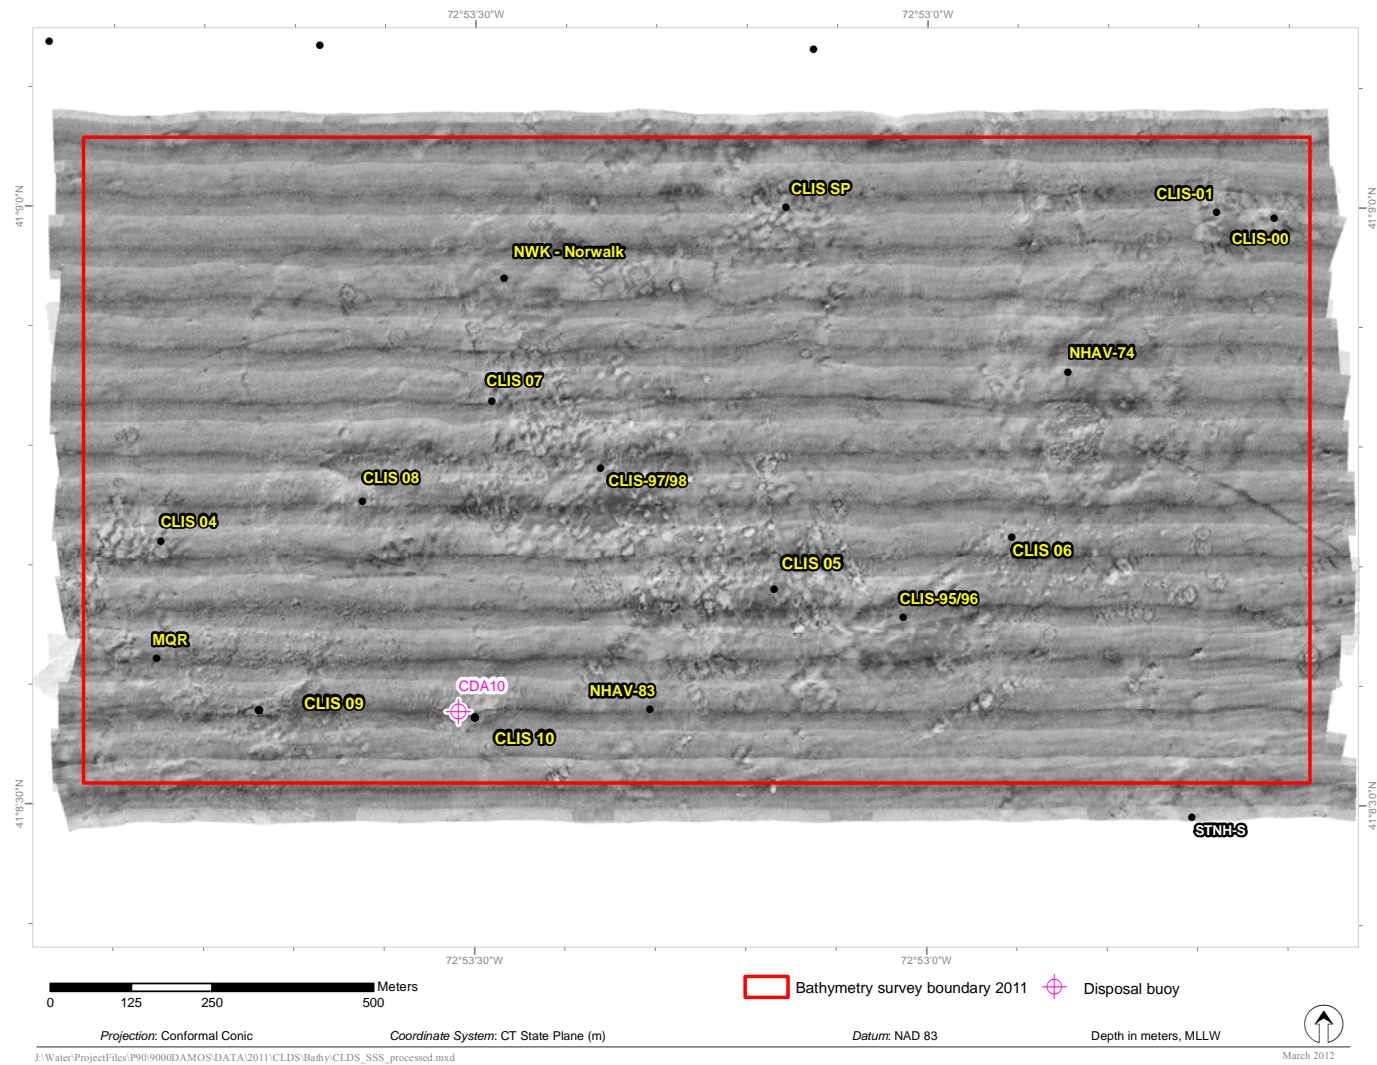 72°53'30"W 72°53'0"W
CLIS SP
CLIS-01
41°9'0"N 41°9'0"N
CLIS-00
NWK - Norwalk
NHAV-74
CLIS 07
CLIS 08
CLIS-97/98
CLIS 04
CLIS 06
CLIS 05
CLIS-95/96
MQR
CDA10
NHAV-83
CLIS 09
CLIS 10
41°8'30"N 41°8'30"N
STNH-S
72°53'30"W 72°53'0"W
Meters
0 125 250 500
Bathymetry survey boundary 2011
Disposal buoy
Projection: Conformal Conic Coordinate System: CT State Plane (m) Datum: NAD 83 Depth in meters, MLLW
J:\Water\ProjectFiles\P90\9000DAMOS\DATA\2011\CLDS\Bathy\CLDS_SSS_processed.mxd March 2012